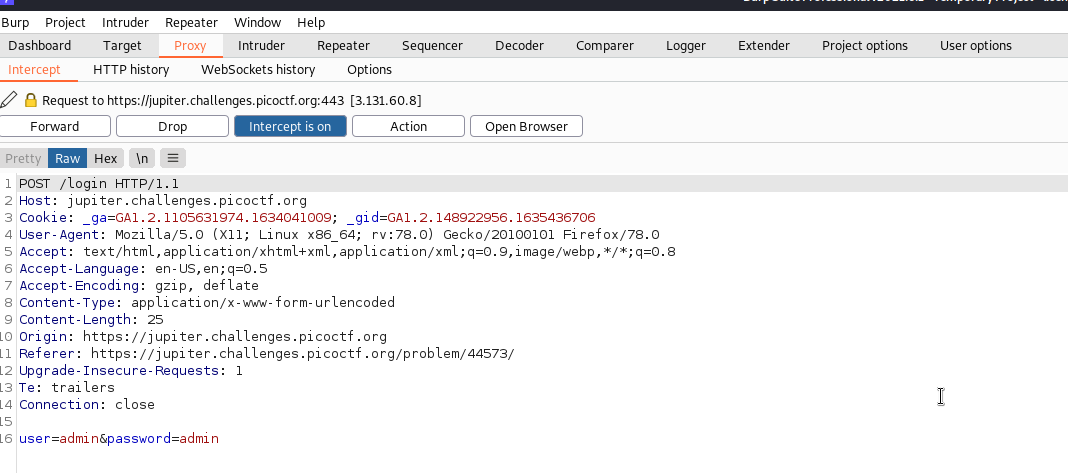 Burp Project Intruder Repeater Window Help
Dashboard Target Proxy Intruder Repeater Sequencer Decoder Comparer Logger Extender Project options User options
Intercept HTTP history WebSockets history Options
Request to https://jupiter.challenges.picoctf.org:443 [3.131.60.8]
Forward Drop Intercept is on Action Open Browser
Pretty Raw Hex \n
1 POST /login HTTP/1.1
2 Host: jupiter.challenges.picoctf.org
3 Cookie: _ga=GA1.2.1105631974.1634041009; _gid=GA1.2.148922956.1635436706
4 User-Agent: Mozilla/5.0 (X11; Linux x86_64; rv:78.0) Gecko/20100101 Firefox/78.0
5 Accept: text/html,application/xhtml+xml,application/xml;q=0.9,image/webp,*/*;q=0.8
6 Accept-Language: en-US,en;q=0.5
7 Accept-Encoding: gzip, deflate
8 Content-Type: application/x-www-form-urlencoded
9 Content-Length: 25
10 Origin: https://jupiter.challenges.picoctf.org
11 Referer: https://jupiter.challenges.picoctf.org/problem/44573/
12 Upgrade-Insecure-Requests: 1
13 Te: trailers
14 Connection: close
15
16 user=admin&password=admin